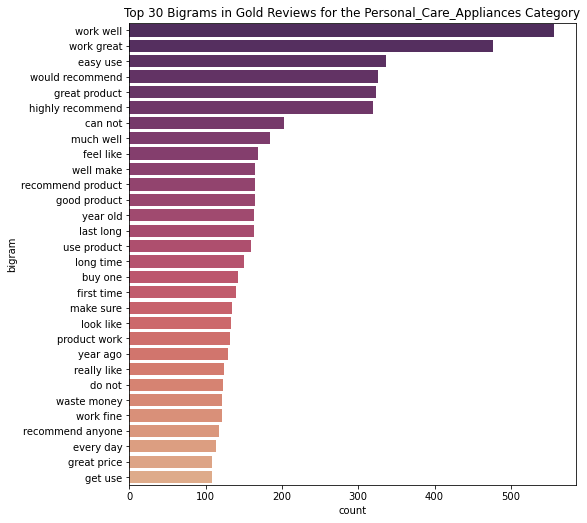 Top 30 Bigrams in Gold Reviews for the Personal_Care_Appliances Category
work well
work great
easy use
would recommend
great product
highly recommend
can not
much well
feel like
well make
recommend product
good product
year old
last long
use product
long time
buy one
first time
make sure
look like
product work
year ago
really like
do not
waste money
work fine
recommend anyone
every day
great price
get use
bigram
0 100 200 300 400 500
count